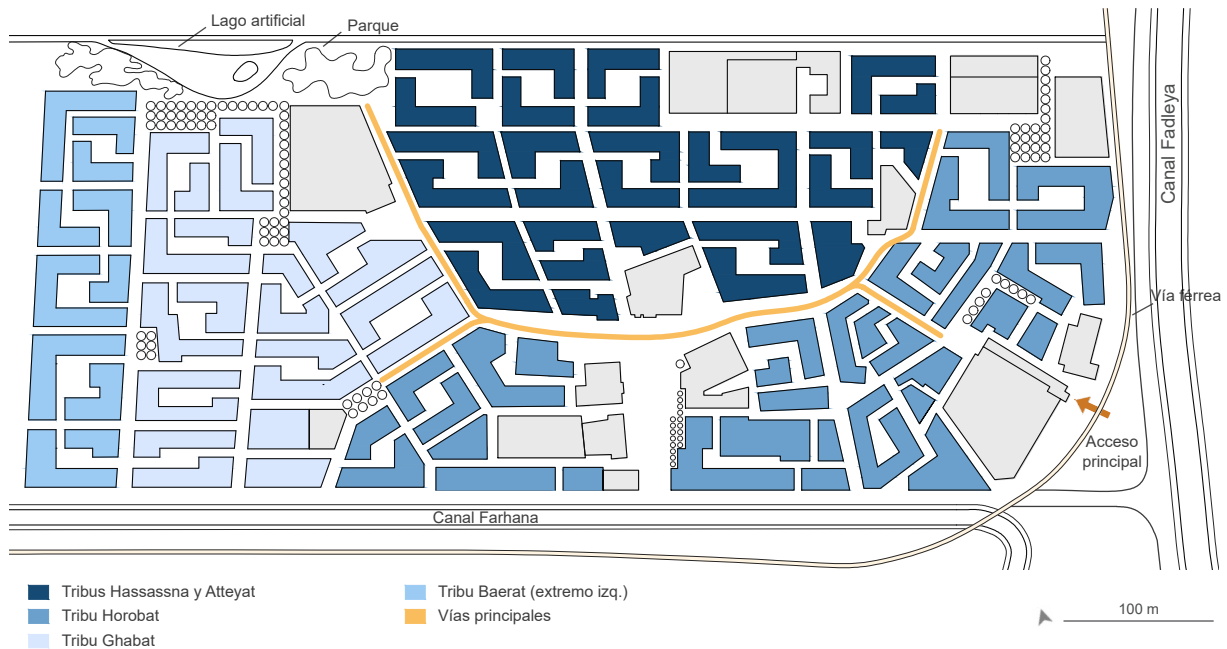 Lago artificial
Parque
Canal Fadleya
Vía férrea
Acceso
principal
Canal Farhana
Tribus Hassassna y Atteyat
Tribu Horobat
Tribu Ghabat
Tribu Baerat (extremo izq.)
Vías principales
100 m